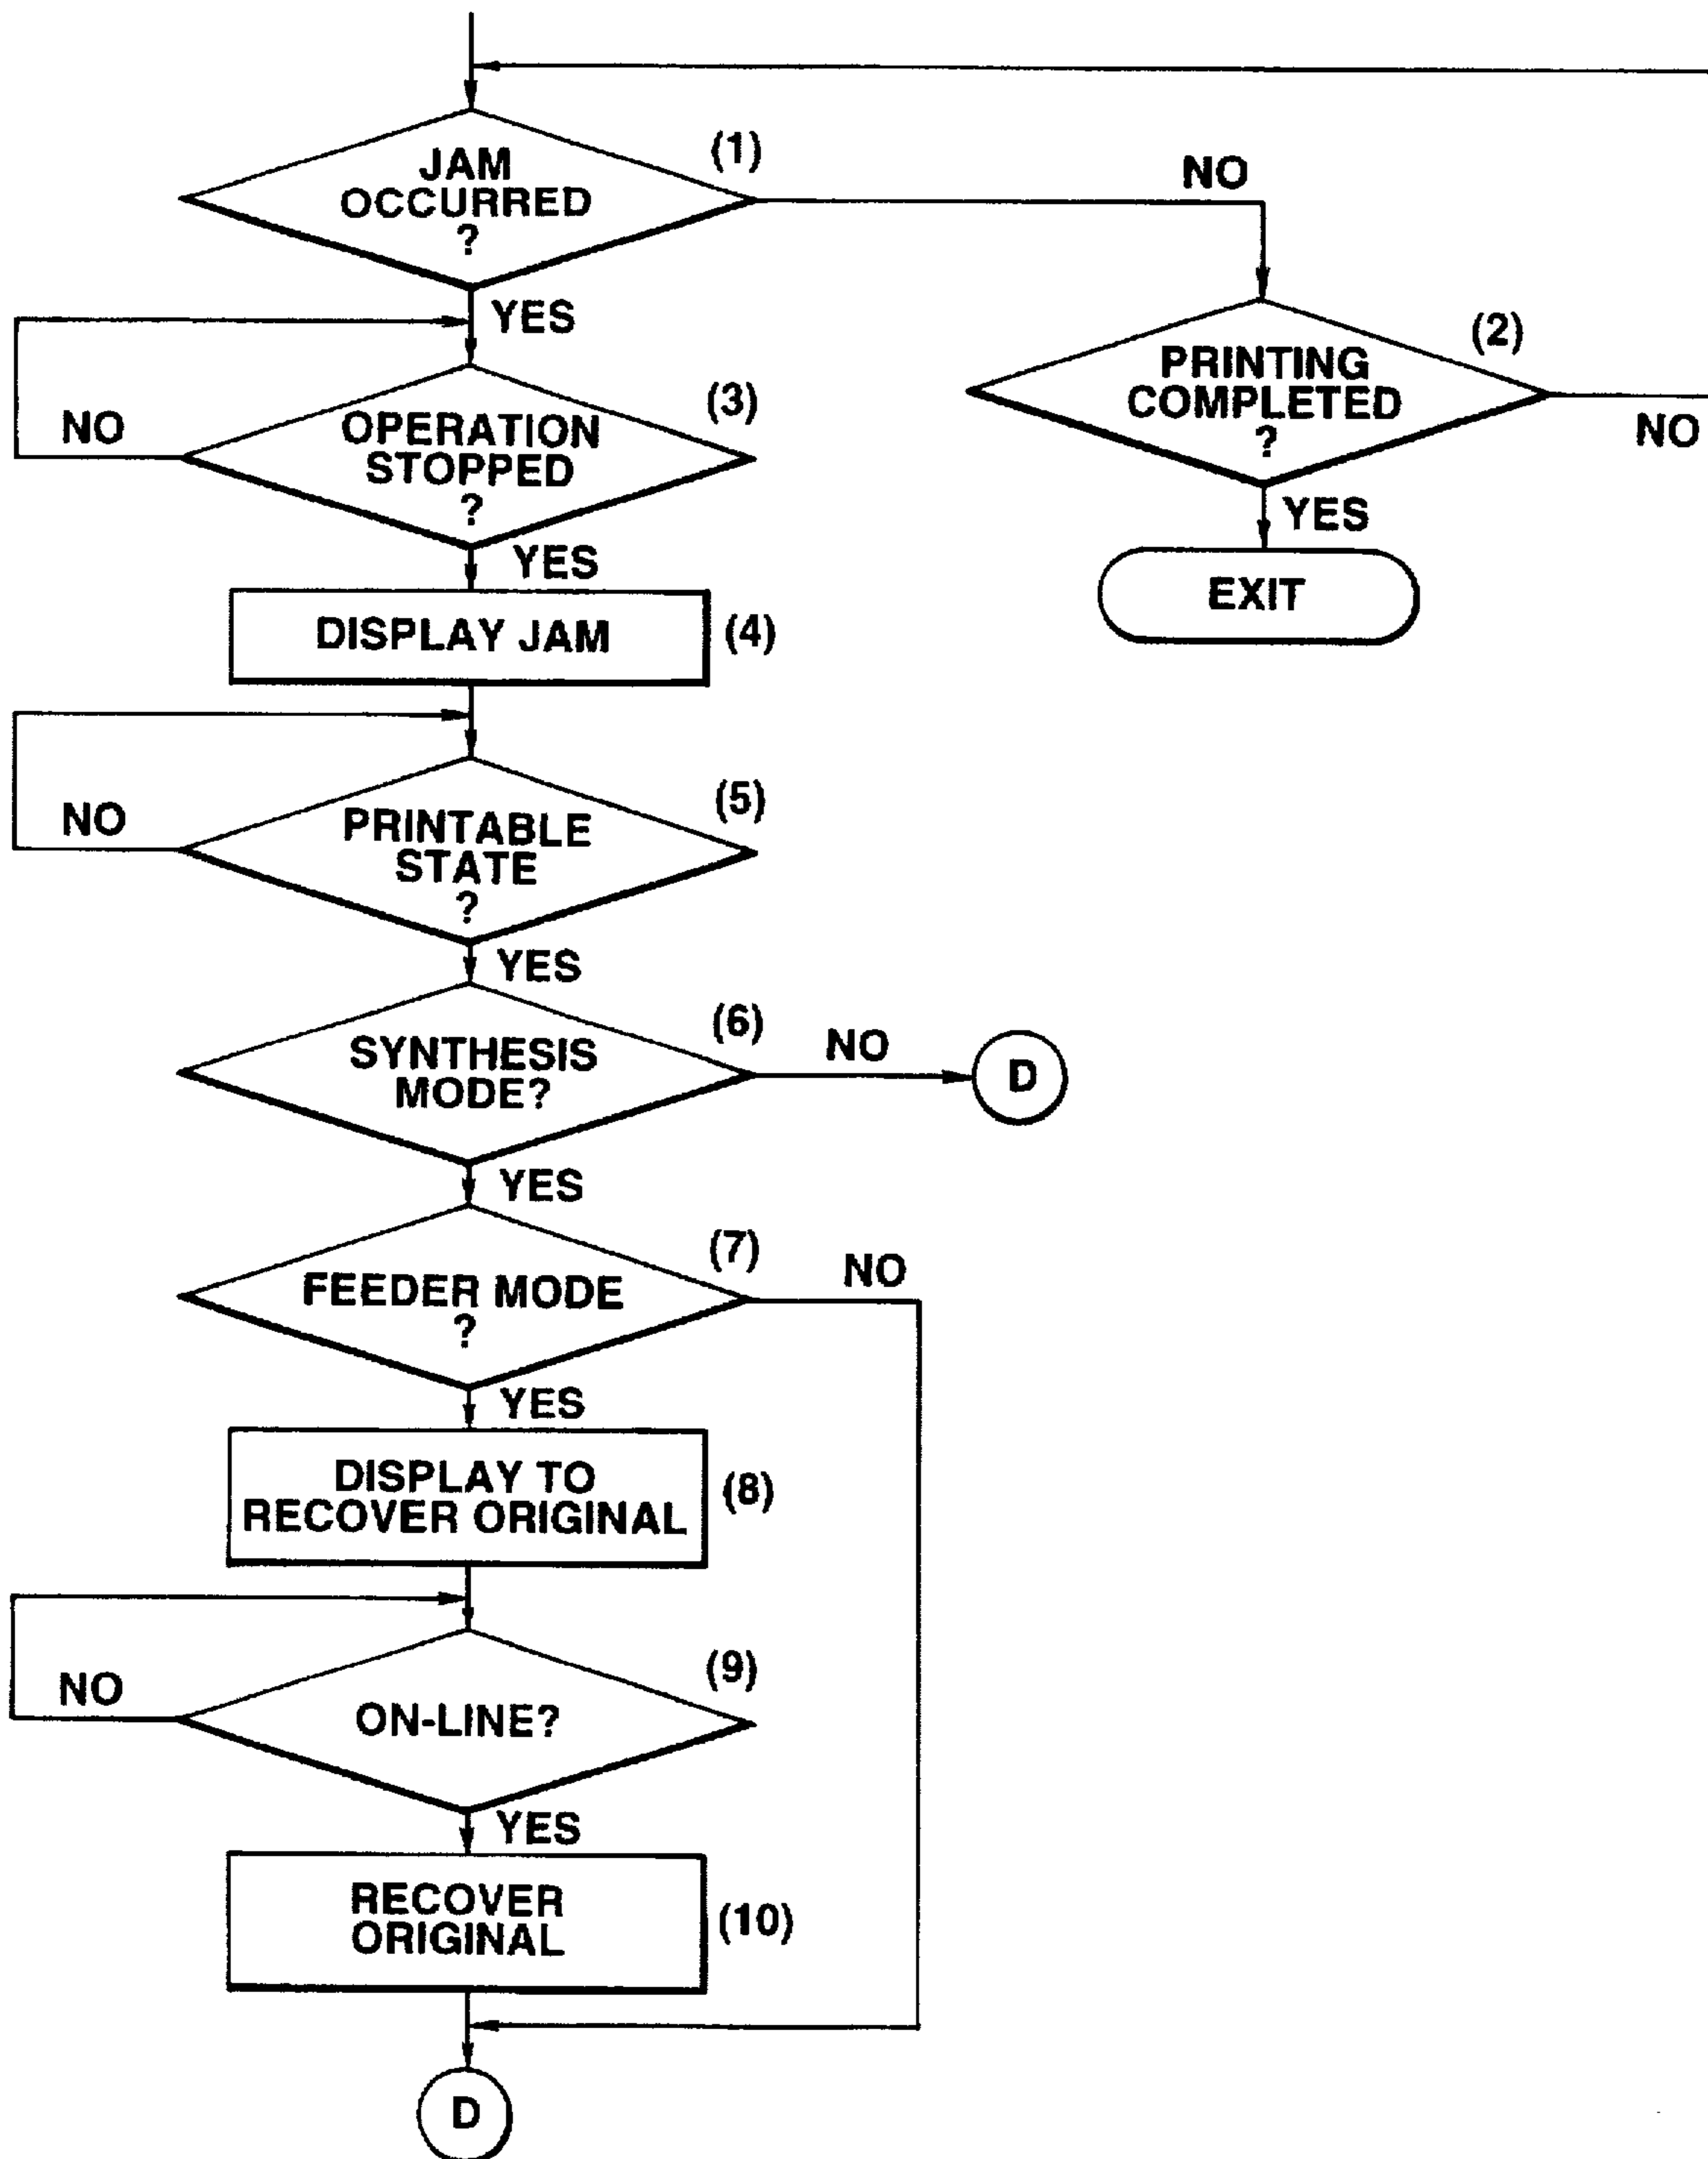 (1)
JAM
OCCURRED
?
NO
YES
(2)
PRINTING
COMPLETED
?
NO
YES
EXIT
(3)
OPERATION
STOPPED
?
NO
YES
DISPLAY JAM
(4)
(5)
PRINTABLE
STATE
?
NO
YES
(6)
SYNTHESIS
MODE?
NO
D
YES
(7)
FEEDER MODE
?
NO
YES
DISPLAY TO
RECOVER ORIGINAL
(8)
(9)
ON-LINE?
NO
YES
RECOVER
ORIGINAL
(10)
D